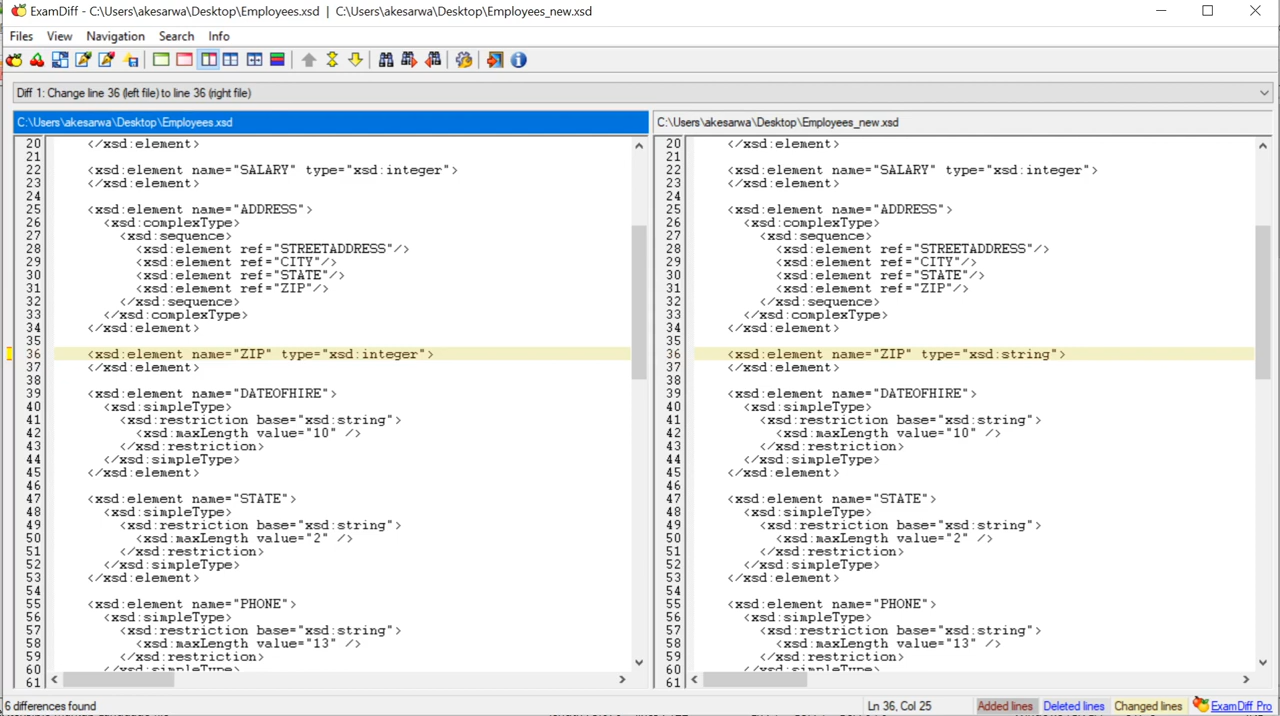 ExamDiff - C:\Users\akesarwa\Desktop\Employees.xsd | C:\Users\akesarwa\Desktop\Employees_new.xsd
Files View Navigation Search Info
Diff 1: Change line 36 (left file) to line 36 (right file)
C:\Users\akesarwa\Desktop\Employees.xsd
20 </xsd:element>
21
22 <xsd:element name="SALARY" type="xsd:integer">
23 </xsd:element>
24
25 <xsd:element name="ADDRESS">
26 <xsd:complexType>
27 <xsd:sequence>
28 <xsd:element ref="STREETADDRESS"/>
29 <xsd:element ref="CITY"/>
30 <xsd:element ref="STATE"/>
31 <xsd:element ref="ZIP"/>
32 </xsd:sequence>
33 </xsd:complexType>
34 </xsd:element>
35
36 <xsd:element name="ZIP" type="xsd:integer">
37 </xsd:element>
38
39 <xsd:element name="DATEOFHIRE">
40 <xsd:simpleType>
41 <xsd:restriction base="xsd:string">
42 <xsd:maxLength value="10" />
43 </xsd:restriction>
44 </xsd:simpleType>
45 </xsd:element>
46
47 <xsd:element name="STATE">
48 <xsd:simpleType>
49 <xsd:restriction base="xsd:string">
50 <xsd:maxLength value="2" />
51 </xsd:restriction>
52 </xsd:simpleType>
53 </xsd:element>
54
55 <xsd:element name="PHONE">
56 <xsd:simpleType>
57 <xsd:restriction base="xsd:string">
58 <xsd:maxLength value="13" />
59 </xsd:restriction>
60 </xsd:simpleType>
61
C:\Users\akesarwa\Desktop\Employees_new.xsd
20 </xsd:element>
21
22 <xsd:element name="SALARY" type="xsd:integer">
23 </xsd:element>
24
25 <xsd:element name="ADDRESS">
26 <xsd:complexType>
27 <xsd:sequence>
28 <xsd:element ref="STREETADDRESS"/>
29 <xsd:element ref="CITY"/>
30 <xsd:element ref="STATE"/>
31 <xsd:element ref="ZIP"/>
32 </xsd:sequence>
33 </xsd:complexType>
34 </xsd:element>
35
36 <xsd:element name="ZIP" type="xsd:string">
37 </xsd:element>
38
39 <xsd:element name="DATEOFHIRE">
40 <xsd:simpleType>
41 <xsd:restriction base="xsd:string">
42 <xsd:maxLength value="10" />
43 </xsd:restriction>
44 </xsd:simpleType>
45 </xsd:element>
46
47 <xsd:element name="STATE">
48 <xsd:simpleType>
49 <xsd:restriction base="xsd:string">
50 <xsd:maxLength value="2" />
51 </xsd:restriction>
52 </xsd:simpleType>
53 </xsd:element>
54
55 <xsd:element name="PHONE">
56 <xsd:simpleType>
57 <xsd:restriction base="xsd:string">
58 <xsd:maxLength value="13" />
59 </xsd:restriction>
60 </xsd:simpleType>
61
6 differences found Ln 36, Col 25 Added lines Deleted lines Changed lines ExamDiff Pro